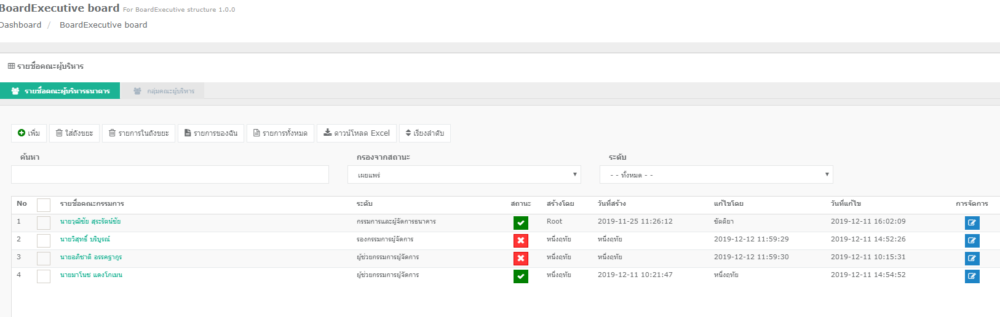 BoardExecutive board For BoardExecutive structure 1.0.0
Dashboard / BoardExecutive board
รายชื่อคณะผู้บริหาร
รายชื่อคณะผู้บริหารธนาคาร กลุ่มคณะผู้บริหาร
เพิ่ม ใส่ถังขยะ รายการในถังขยะ รายการของฉัน รายการทั้งหมด ดาวน์โหลด Excel เรียงลำดับ
ค้นหา กรองจากสถานะ ระดับ
เผยแพร่ - - ทั้งหมด - -
No รายชื่อคณะกรรมการ ระดับ สถานะ สร้างโดย วันที่สร้าง แก้ไขโดย วันที่แก้ไข การจัดการ
1 นายวุฒิชัย สุระรัตน์ชัย กรรมการและผู้จัดการธนาคาร Root 2019-11-25 11:26:12 ขัตติยา 2019-12-11 16:02:09
2 นายวิสุทธิ์ บริบูรณ์ รองกรรมการผู้จัดการ หนึ่งฤทัย หนึ่งฤทัย 2019-12-12 11:59:29 2019-12-11 14:52:26
3 นายอภิชาติ อรรคฐากูร ผู้ช่วยกรรมการผู้จัดการ หนึ่งฤทัย หนึ่งฤทัย 2019-12-12 11:59:30 2019-12-11 10:15:31
4 นายมาโนช แดงโกเมน ผู้ช่วยกรรมการผู้จัดการ หนึ่งฤทัย 2019-12-11 10:21:47 หนึ่งฤทัย 2019-12-11 14:54:52